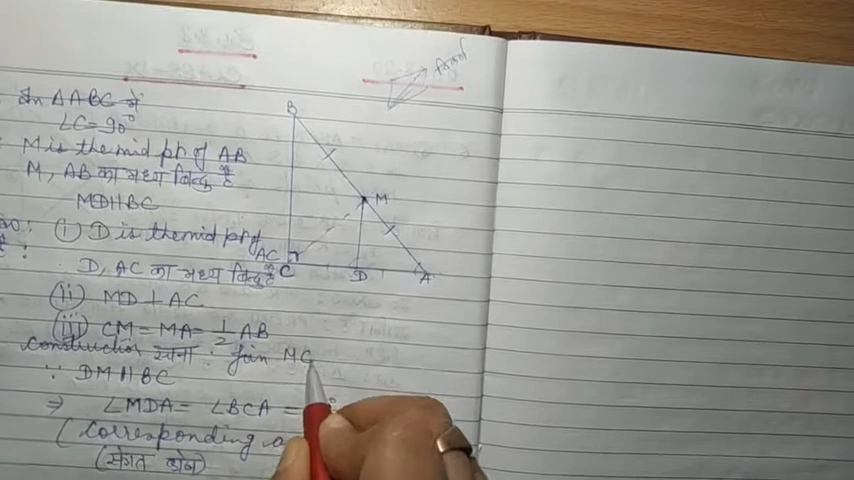 In ΔABC में
∠C=90°
M is the mid pt of AB
M, AB का मध्य बिन्दु है
MD||BC
(i) D is the mid pt of AC
D, AC का मध्य बिन्दु है
(ii) MD⊥AC
(iii) CM=MA=1/2 AB
construction रचना : Join MC
∵ DM||BC
⇒ ∠MDA= ∠BCA =
(Corresponding
(संगत कोण)
B
M
C
D
A